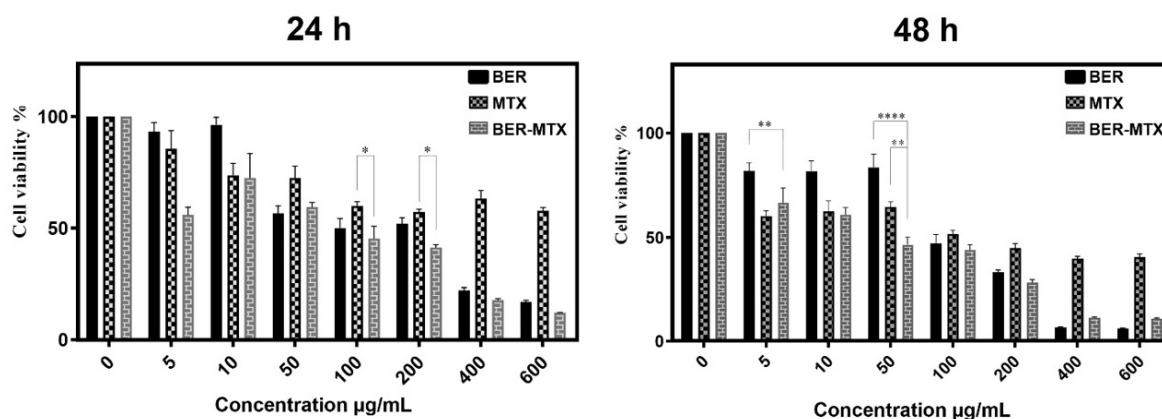 24 h
Cell viability %
100
50
0
BER
MTX
BER-MTX
*
*
0 5 10 50 100 200 400 600
Concentration µg/mL
48 h
Cell viability %
100
50
0
BER
MTX
BER-MTX
**
****
**
0 5 10 50 100 200 400 600
Concentration µg/mL